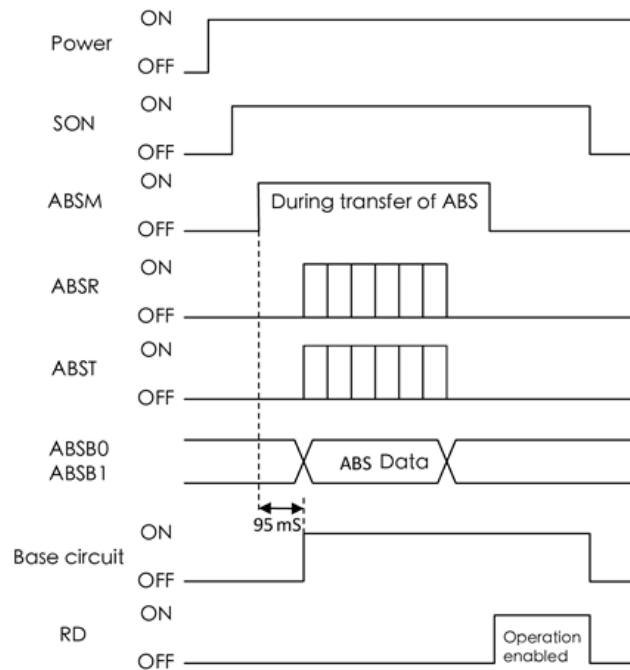 ON
Power
OFF
ON
SON
OFF
ON
ABSM
During transfer of ABS
OFF
ON
ABSR
OFF
ON
ABST
OFF
ABSB0
ABSB1
ABS Data
95 mS
ON
Base circuit
OFF
ON
RD
Operation
enabled
OFF